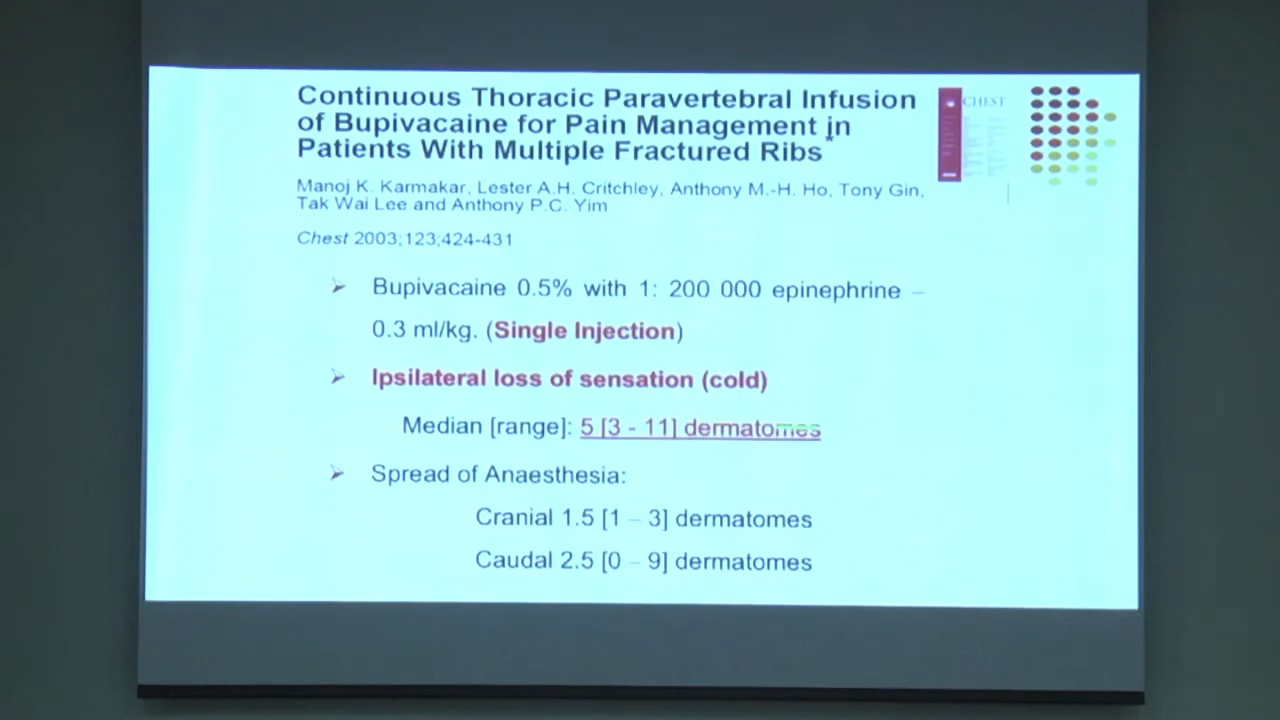 Continuous Thoracic Paravertebral Infusion
of Bupivacaine for Pain Management in
Patients With Multiple Fractured Ribs*
CHEST
Manoj K. Karmakar, Lester A.H. Critchley, Anthony M.-H. Ho, Tony Gin,
Tak Wai Lee and Anthony P.C. Yim
Chest 2003;123;424-431
➢ Bupivacaine 0.5% with 1: 200 000 epinephrine –
0.3 ml/kg. (Single Injection)
➢ Ipsilateral loss of sensation (cold)
Median [range]: 5 [3 - 11] dermatomes
➢ Spread of Anaesthesia:
Cranial 1.5 [1 – 3] dermatomes
Caudal 2.5 [0 – 9] dermatomes